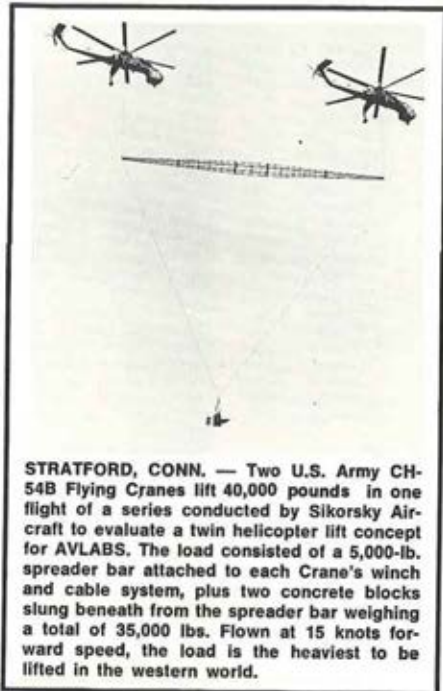 STRATFORD, CONN. — Two U.S. Army CH-
54B Flying Cranes lift 40,000 pounds in one
flight of a series conducted by Sikorsky Air-
craft to evaluate a twin helicopter lift concept
for AVLABS. The load consisted of a 5,000-lb.
spreader bar attached to each Crane's winch
and cable system, plus two concrete blocks
slung beneath from the spreader bar weighing
a total of 35,000 lbs. Flown at 15 knots for-
ward speed, the load is the heaviest to be
lifted in the western world.